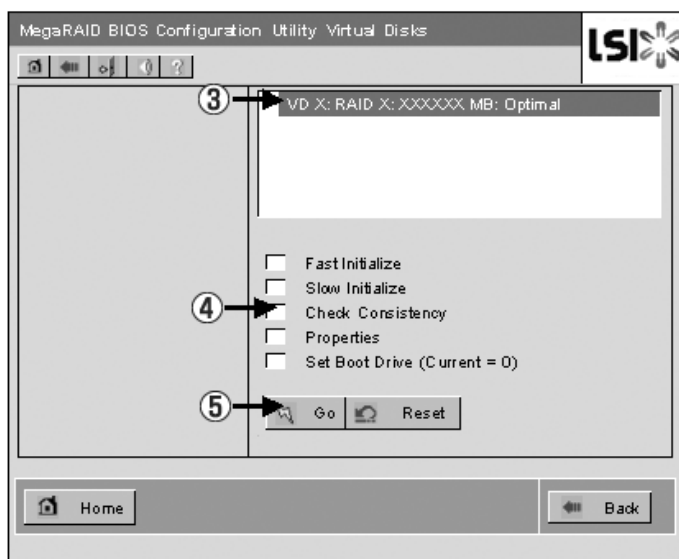 MegaRAID BIOS Configuration Utility Virtual Disks
LSI
?
③
VD X: RAID X: XXXXXX MB: Optimal
Fast Initialize
Slow Initialize
④
Check Consistency
Properties
Set Boot Drive (Current = 0)
⑤
Go
Reset
Home
Back